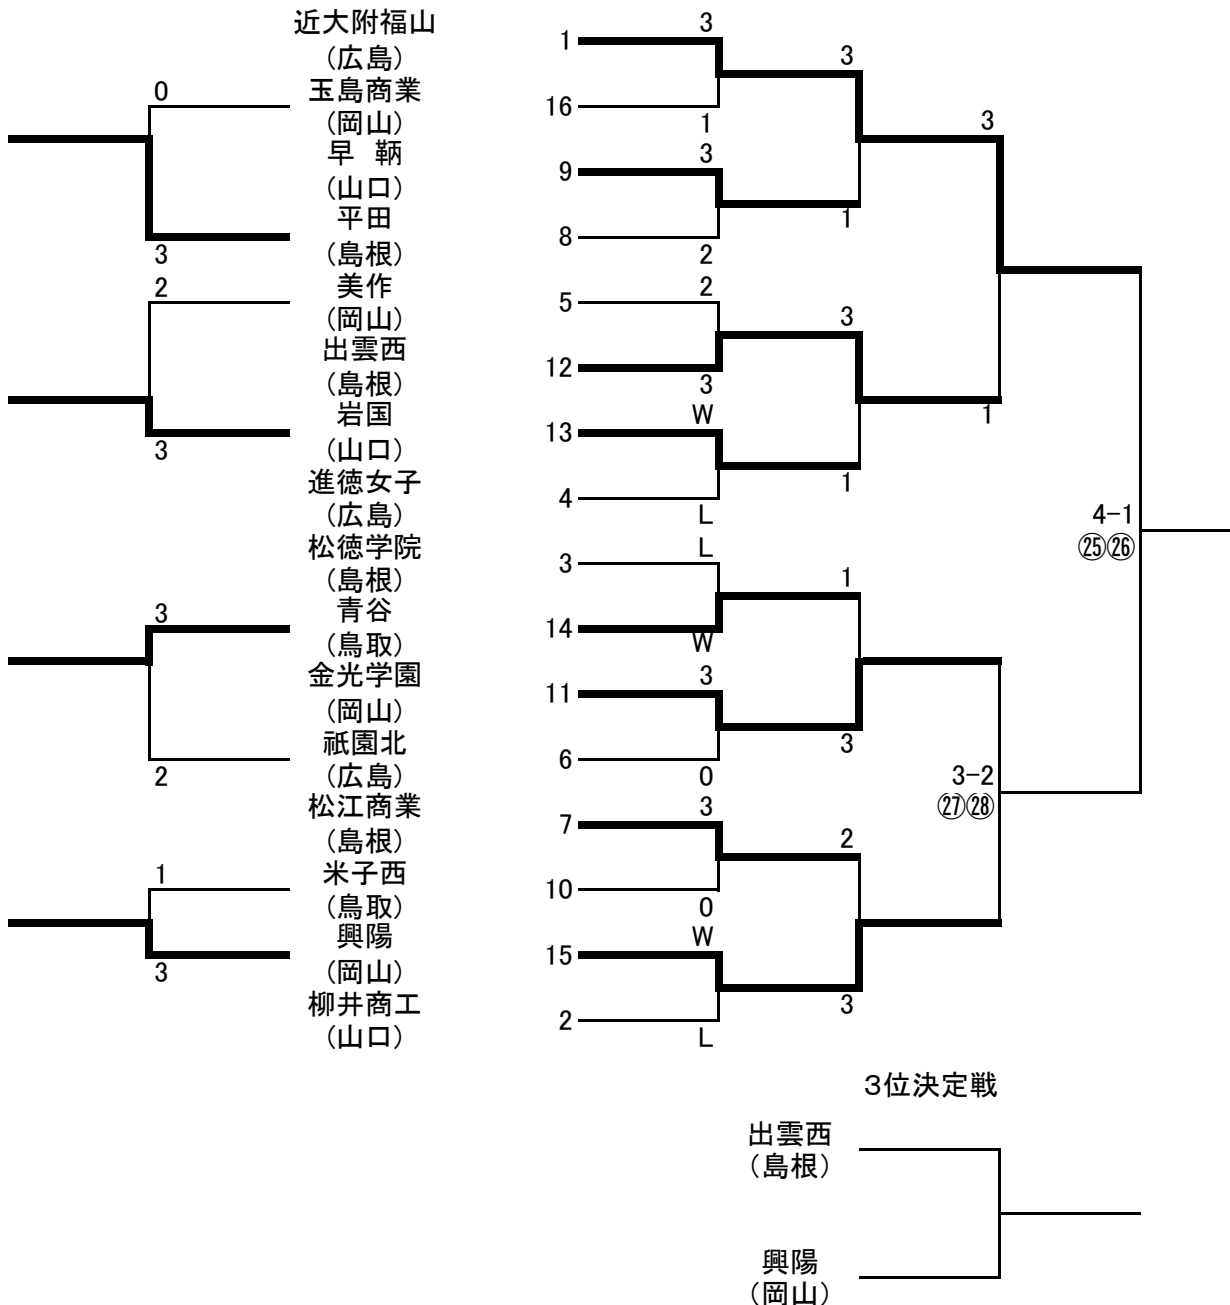 近大附福山
3
1
(広島)
3
0
玉島商業
16
(岡山)
1
3
早 鞆
3
9
(山口)
平田
1
8
3
(島根)
2
2
美作
2
5
(岡山)
3
出雲西
12
(島根)
3
岩国
W
1
13
3
(山口)
進徳女子
1
4
(広島)
L
4-1
松徳学院
L
㉕㉖
3
(島根)
1
3
青谷
14
(鳥取)
W
金光学園
3
11
(岡山)
祇園北
3
6
2
(広島)
0
3-2
松江商業
3
㉗㉘
7
(島根)
2
1
米子西
10
(鳥取)
0
興陽
W
15
3
(岡山)
柳井商工
3
2
(山口)
L
3位決定戦
出雲西
(島根)
興陽
(岡山)